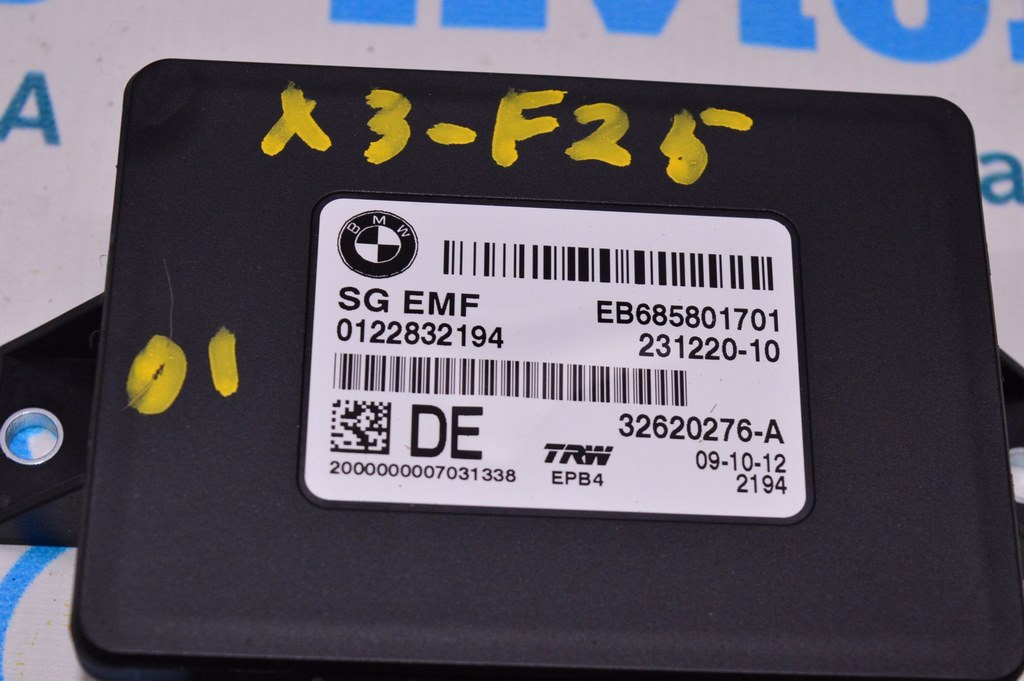 X3-F25
01
BMW
SG EMF
EB685801701
0122832194
231220-10
32620276-A
DE
TRW
09-10-12
2000000007031338
EPB4
2194
A
a